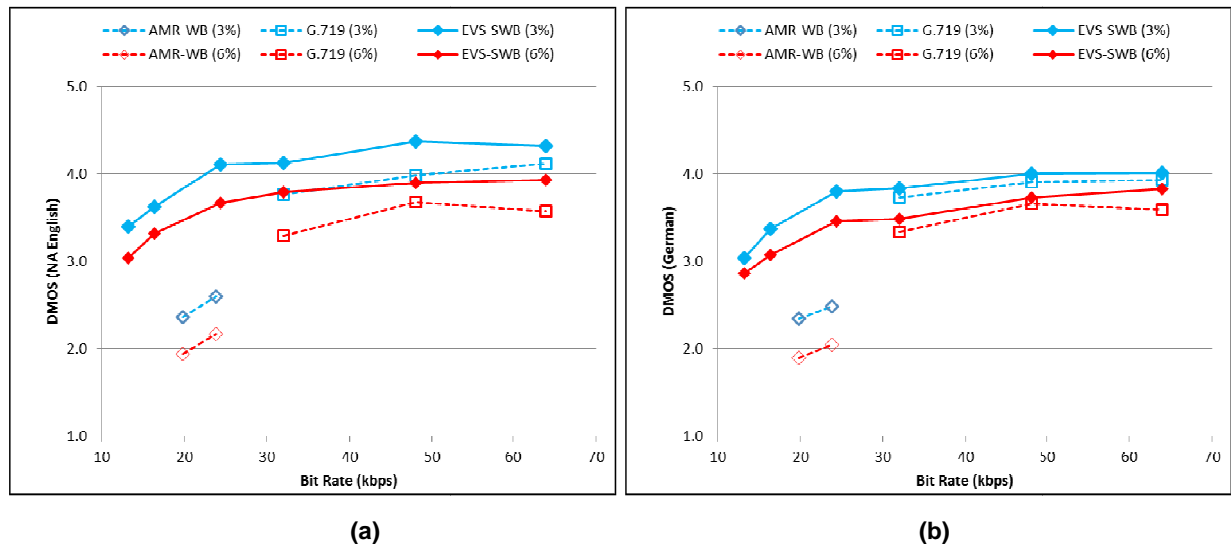 AMR-WB (3%) G.719 (3%) EVS-SWB (3%)
AMR-WB (6%) G.719 (6%) EVS-SWB (6%)
5.0
4.0
3.0
2.0
1.0
DMOS (NA English)
10 20 30 40 50 60 70
Bit Rate (kbps)
(a)
AMR-WB (3%) G.719 (3%) EVS-SWB (3%)
AMR-WB (6%) G.719 (6%) EVS-SWB (6%)
5.0
4.0
3.0
2.0
1.0
DMOS (German)
10 20 30 40 50 60 70
Bit Rate (kbps)
(b)